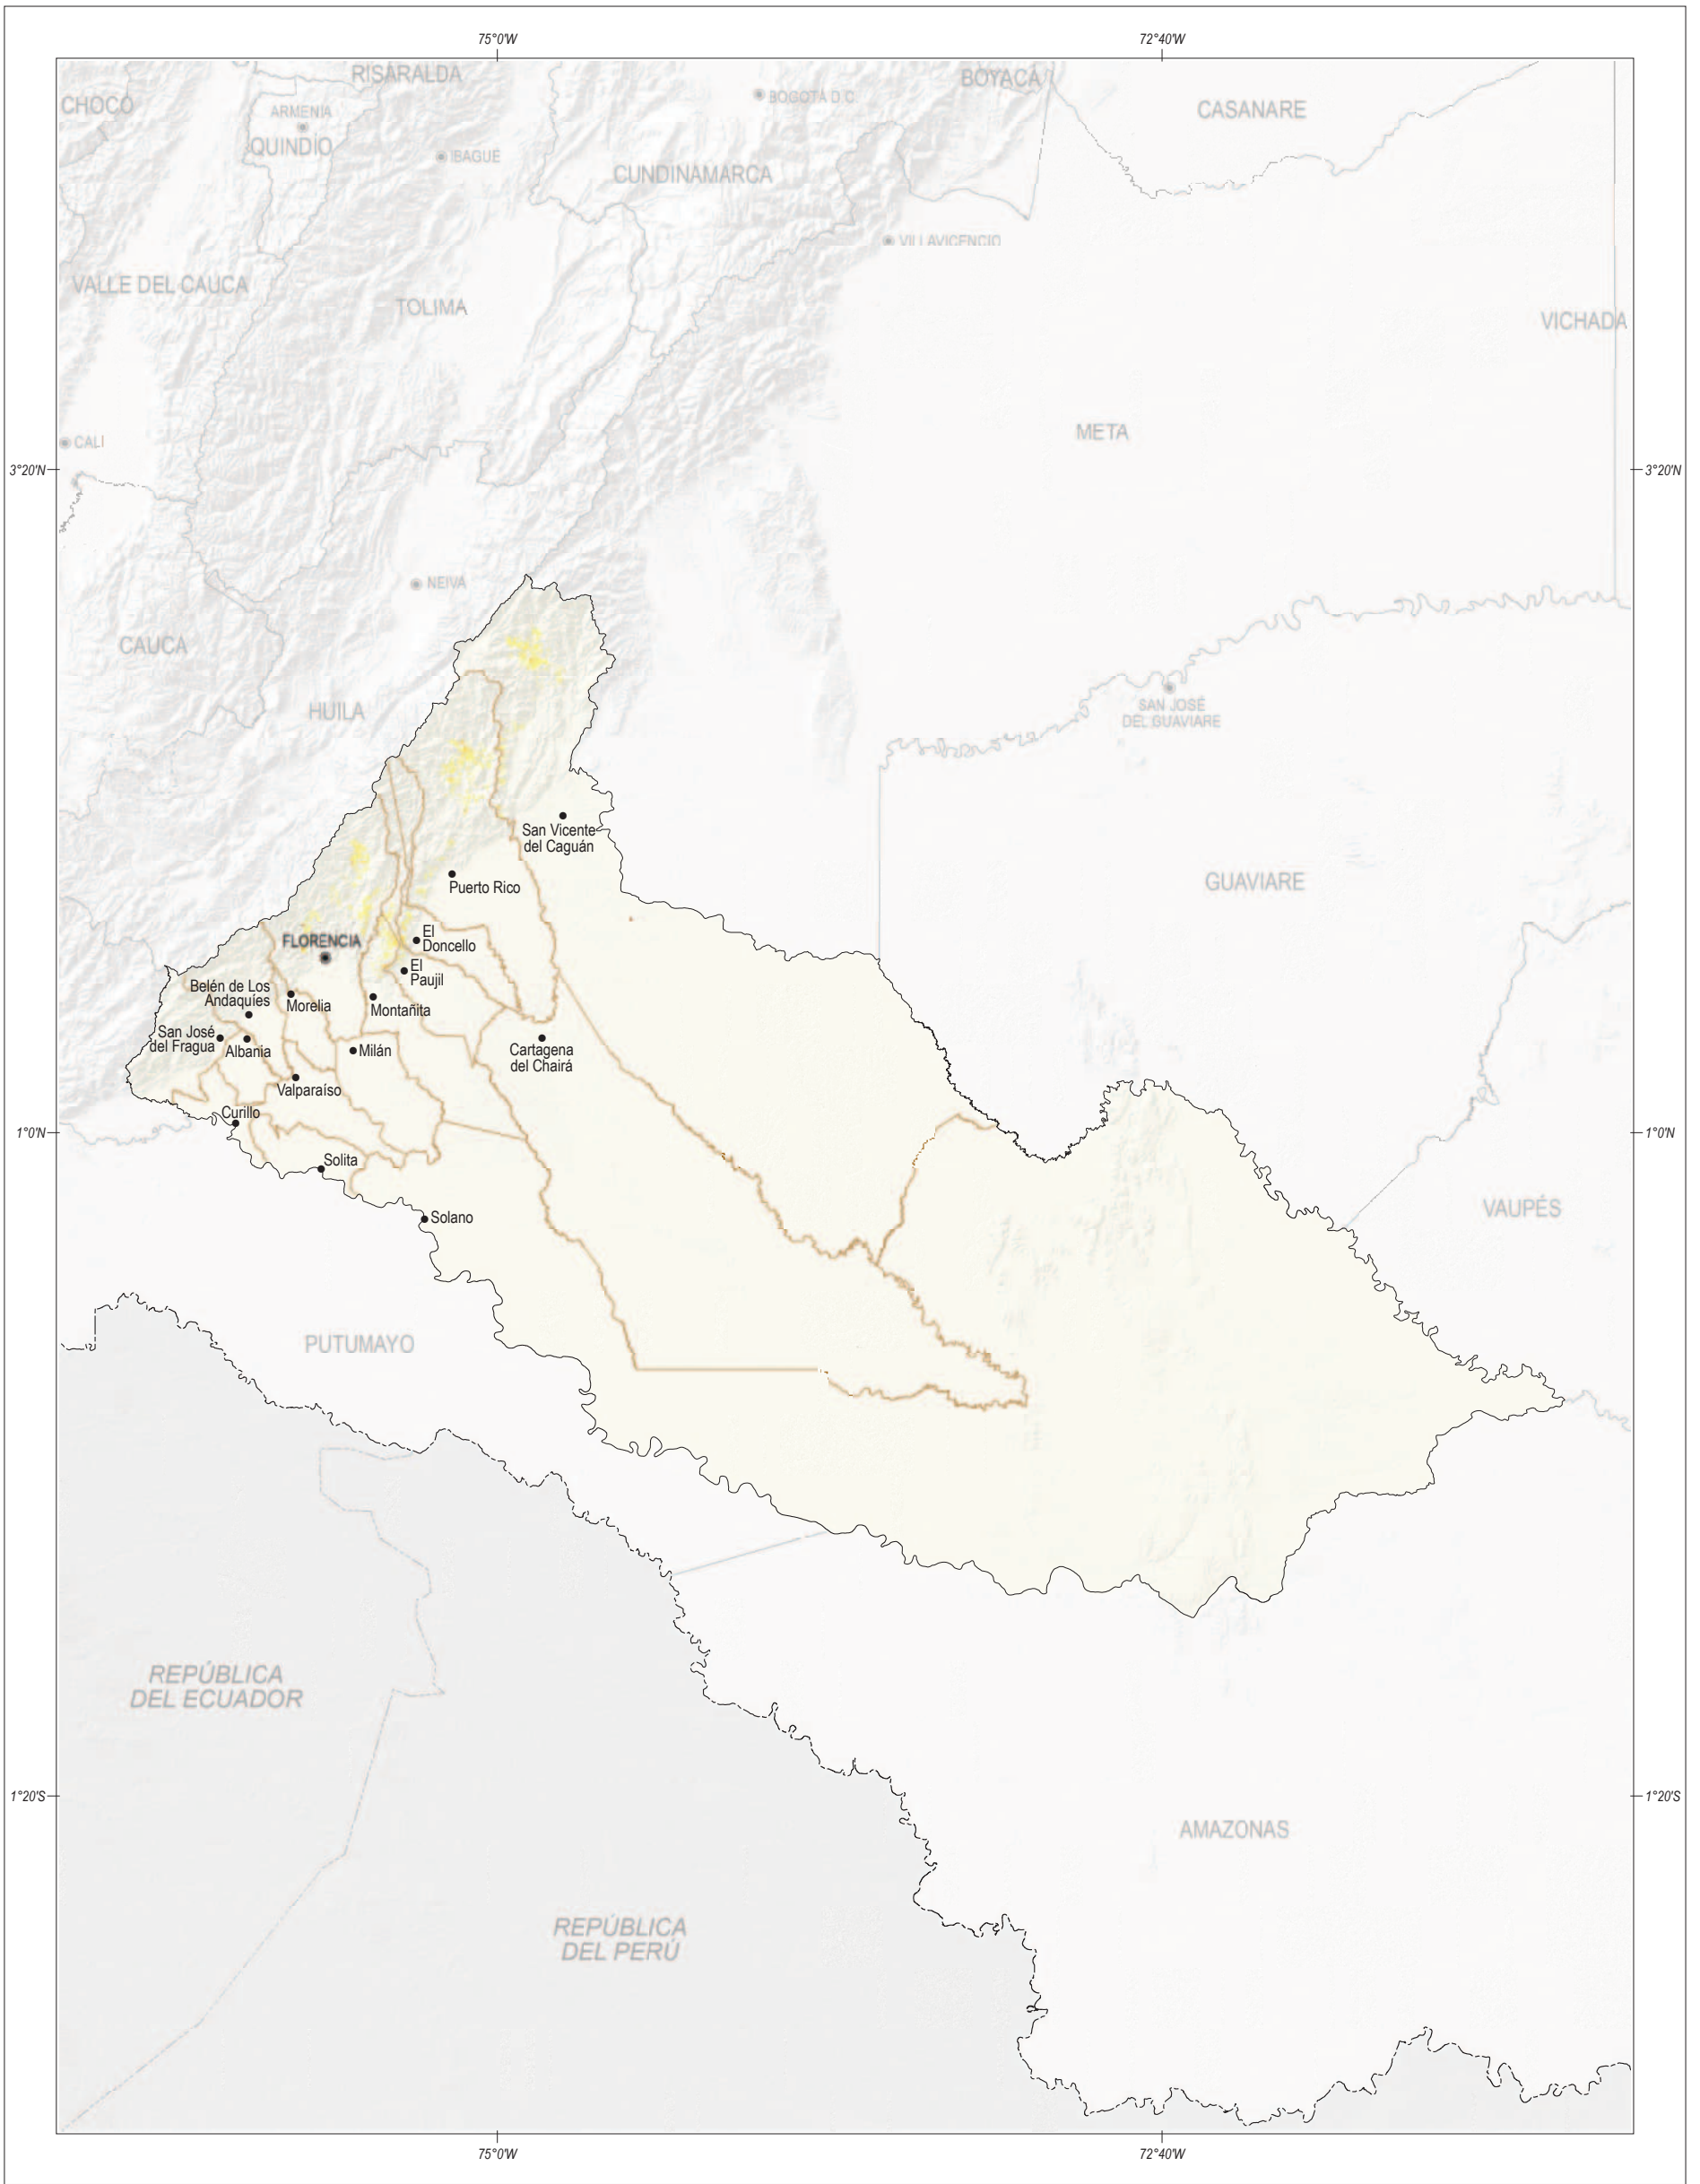 75°0'W
72°40'W
RISARALDA
BOYACÁ
CHOCÓ
BOGOTÁ D.C.
CASANARE
ARMENIA
QUINDÍO
IBAGUÉ
CUNDINAMARCA
VILLAVICENCIO
VALLE DEL CAUCA
TOLIMA
VICHADA
META
CALI
3°20'N
3°20'N
NEIVA
CAUCA
HUILA
SAN JOSÉ
DEL GUAVIARE
San Vicente
del Caguán
Puerto Rico
GUAVIARE
FLORENCIA
El
Doncello
El
Paujil
Belén de Los
Andaquíes
Morelia
Montañita
San José
del Fragua
Albania
Milán
Cartagena
del Chairá
Valparaíso
Curillo
1°0'N
1°0'N
Solita
Solano
VAUPÉS
PUTUMAYO
REPÚBLICA
DEL ECUADOR
1°20'S
1°20'S
AMAZONAS
REPÚBLICA
DEL PERÚ
75°0'W
72°40'W